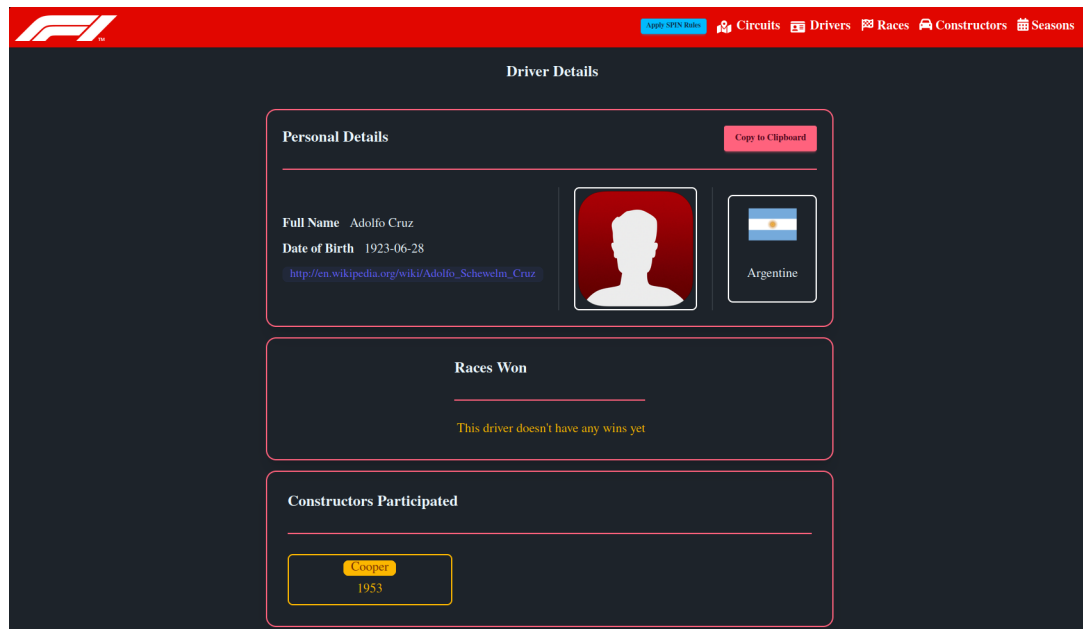 Apply SPIN Rules Circuits Drivers Races Constructors Seasons
Driver Details
Personal Details
Copy to Clipboard
Full Name Adolfo Cruz
Date of Birth 1923-06-28
http://en.wikipedia.org/wiki/Adolfo_Schewelm_Cruz
Argentine
Races Won
This driver doesn't have any wins yet
Constructors Participated
Cooper
1953